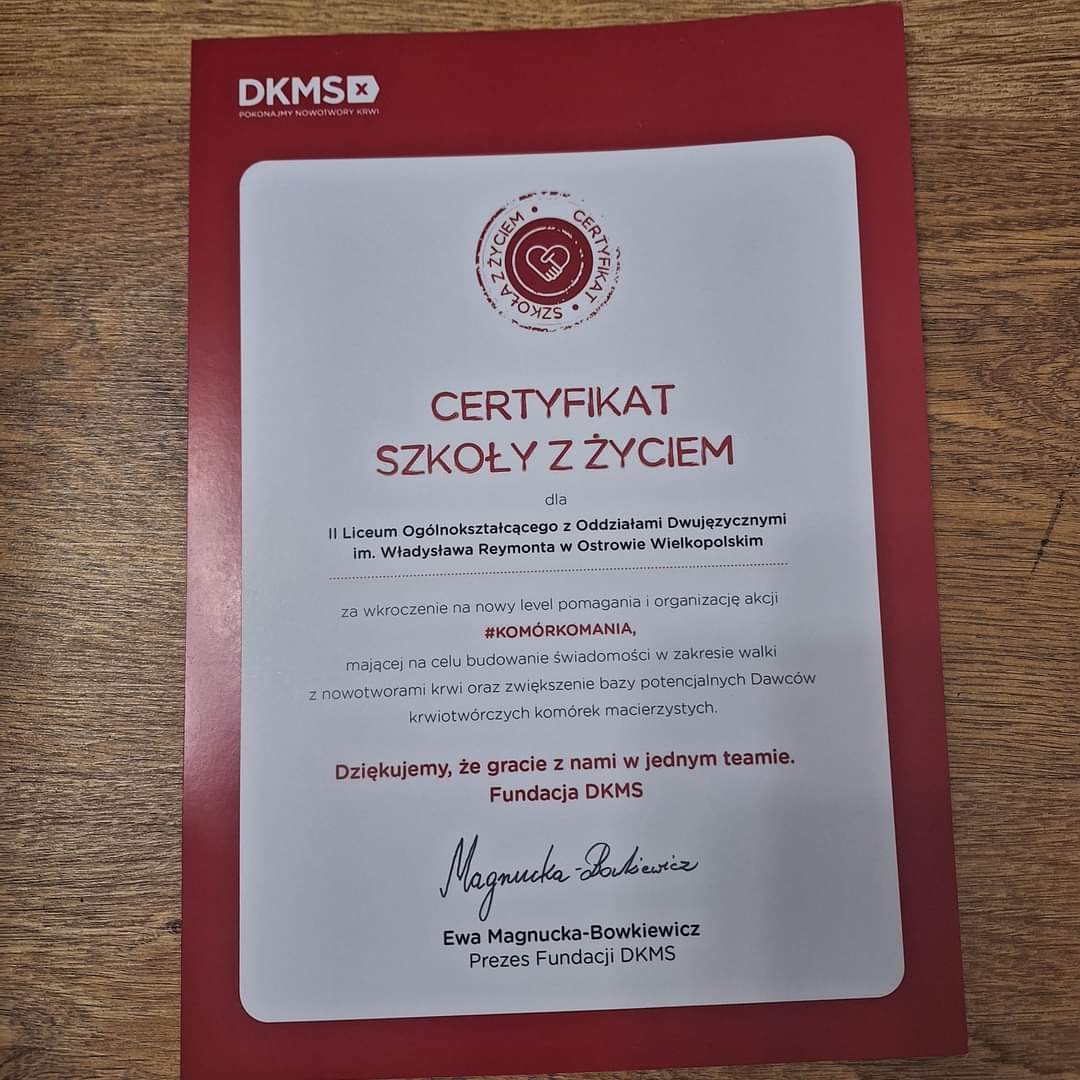 DKMS x
POKONAJMY NOWOTWORY KRWI
CERTYFIKAT • SZKOŁA Z ŻYCIEM •
CERTYFIKAT
SZKOŁY Z ŻYCIEM
dla
II Liceum Ogólnokształcącego z Oddziałami Dwujęzycznymi
im. Władysława Reymonta w Ostrowie Wielkopolskim
za wkroczenie na nowy level pomagania i organizację akcji
#KOMÓRKOMANIA,
mającej na celu budowanie świadomości w zakresie walki
z nowotworami krwi oraz zwiększenie bazy potencjalnych Dawców
krwiotwórczych komórek macierzystych.
Dziękujemy, że gracie z nami w jednym teamie.
Fundacja DKMS
Magnucka-Bowkiewicz
Ewa Magnucka-Bowkiewicz
Prezes Fundacji DKMS